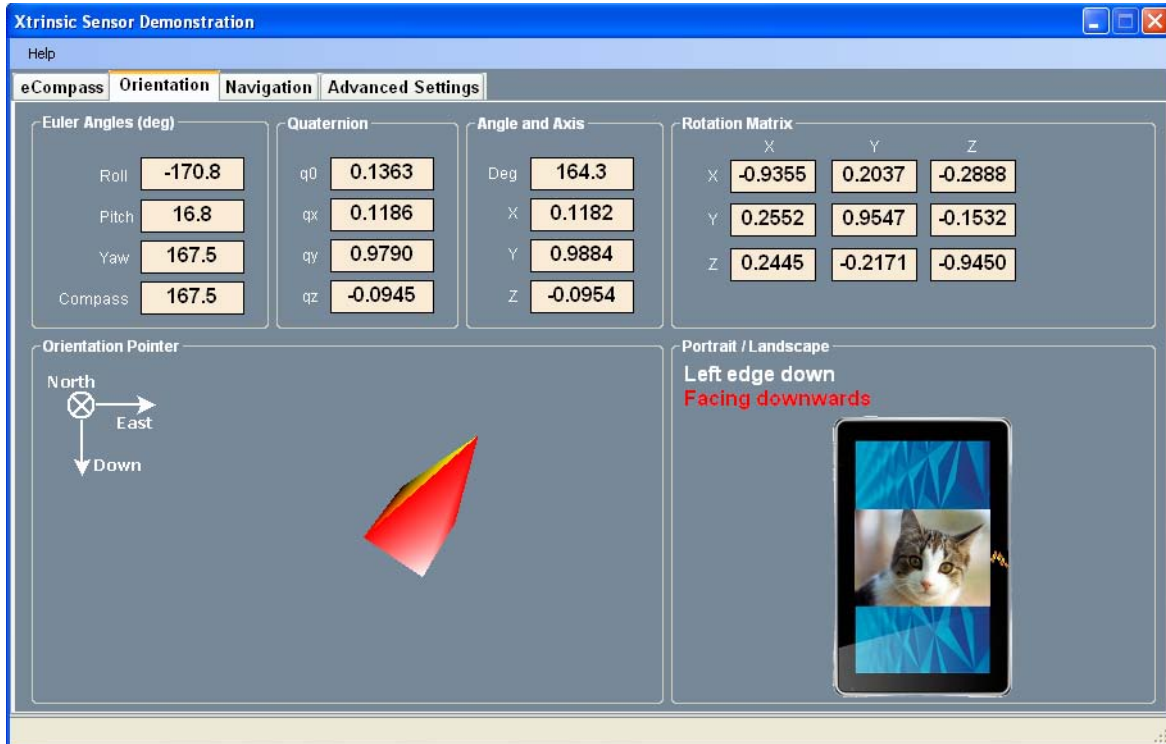 Xtrinsic Sensor Demonstration
Help
eCompass Orientation Navigation Advanced Settings
Euler Angles (deg)
Roll -170.8
Pitch 16.8
Yaw 167.5
Compass 167.5
Quaternion
q0 0.1363
qx 0.1186
qy 0.9790
qz -0.0945
Angle and Axis
Deg 164.3
X 0.1182
Y 0.9884
Z -0.0954
Rotation Matrix
X Y Z
X -0.9355 0.2037 -0.2888
Y 0.2552 0.9547 -0.1532
Z 0.2445 -0.2171 -0.9450
Orientation Pointer
North
East
Down
Portrait / Landscape
Left edge down
Facing downwards